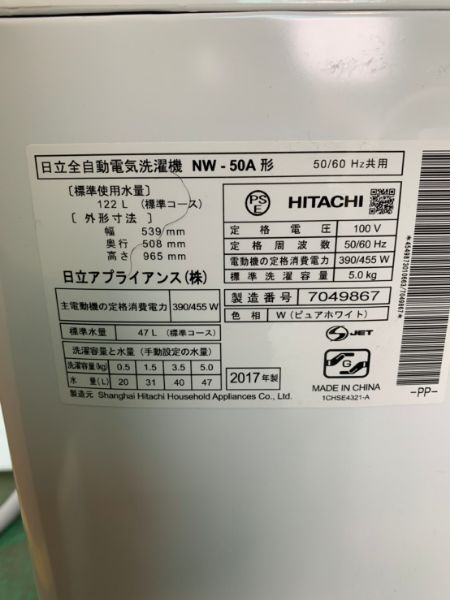 日立全自動電気洗濯機 NW-50A 形 50/60 Hz共用
〔標準使用水量〕
122 L (標準コース)
〔外形寸法〕
幅 539 mm
奥行 508 mm
高さ 965 mm
日立アプライアンス(株)
主電動機の定格消費電力 390/455 W
標準水量 47 L (標準コース)
洗濯容量と水量 (手動設定の水量)
洗濯容量(kg) 0.5 1.5 3.5 5.0
水量(L) 20 31 40 47
製造元 Shanghai Hitachi Household Appliances Co., Ltd.
PS
E
HITACHI
定格電圧 100 V
定格周波数 50/60 Hz
電動機の定格消費電力 390/455 W
標準洗濯容量 5.0 kg
製造番号 7049867
色相 W (ピュアホワイト)
JET
2017年製
G
MADE IN CHINA
1CHSE4321-A
-PP-